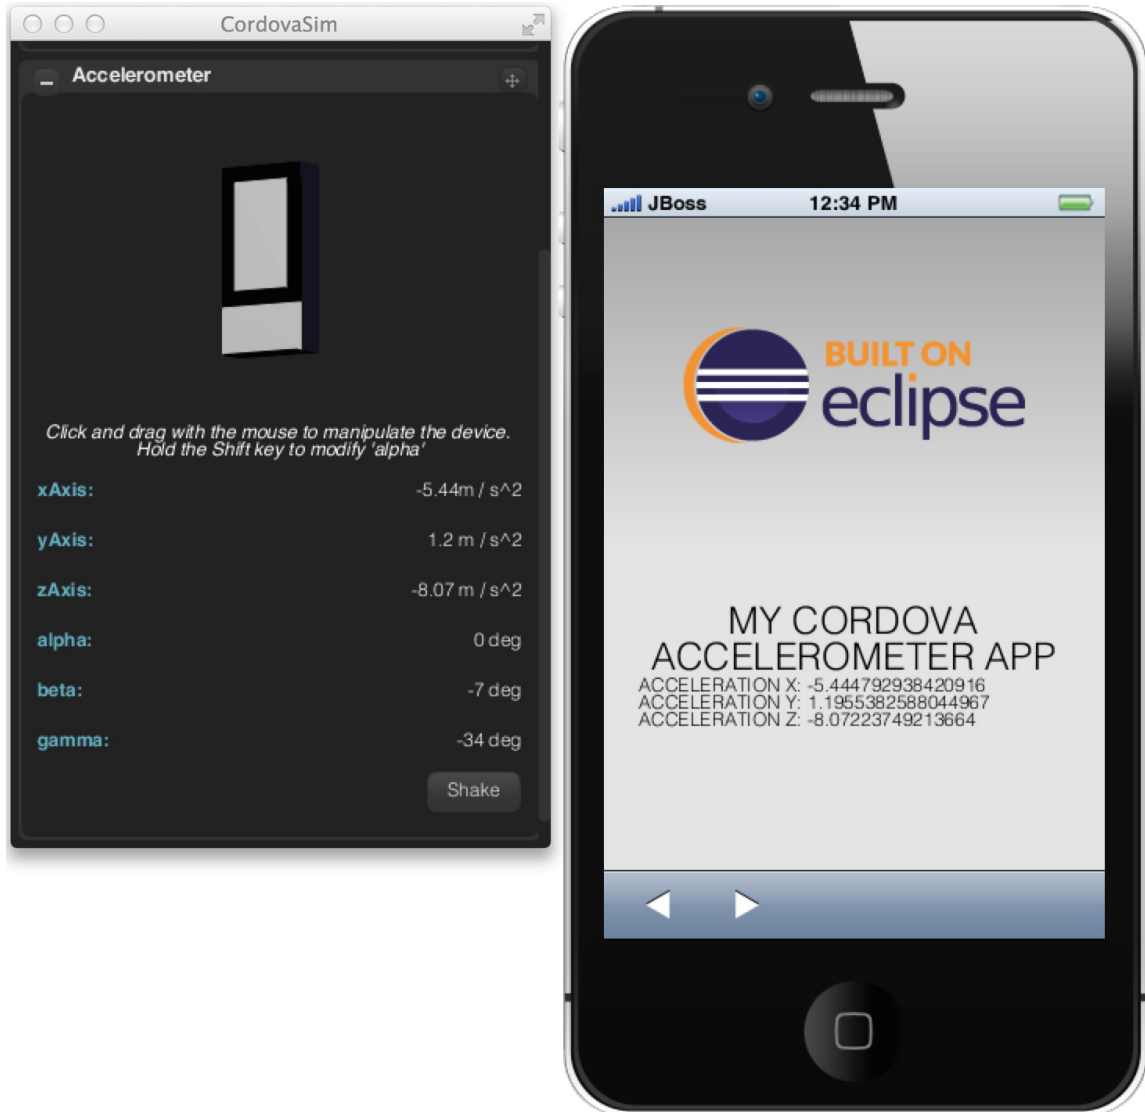 CordovaSim
Accelerometer
Click and drag with the mouse to manipulate the device.
Hold the Shift key to modify 'alpha'
xAxis: -5.44m / s^2
yAxis: 1.2 m / s^2
zAxis: -8.07 m / s^2
alpha: 0 deg
beta: -7 deg
gamma: -34 deg
Shake
JBoss 12:34 PM
BUILT ON
eclipse
MY CORDOVA
ACCELEROMETER APP
ACCELERATION X: -5.444792938420916
ACCELERATION Y: 1.1955382588044967
ACCELERATION Z: -8.07223749213664